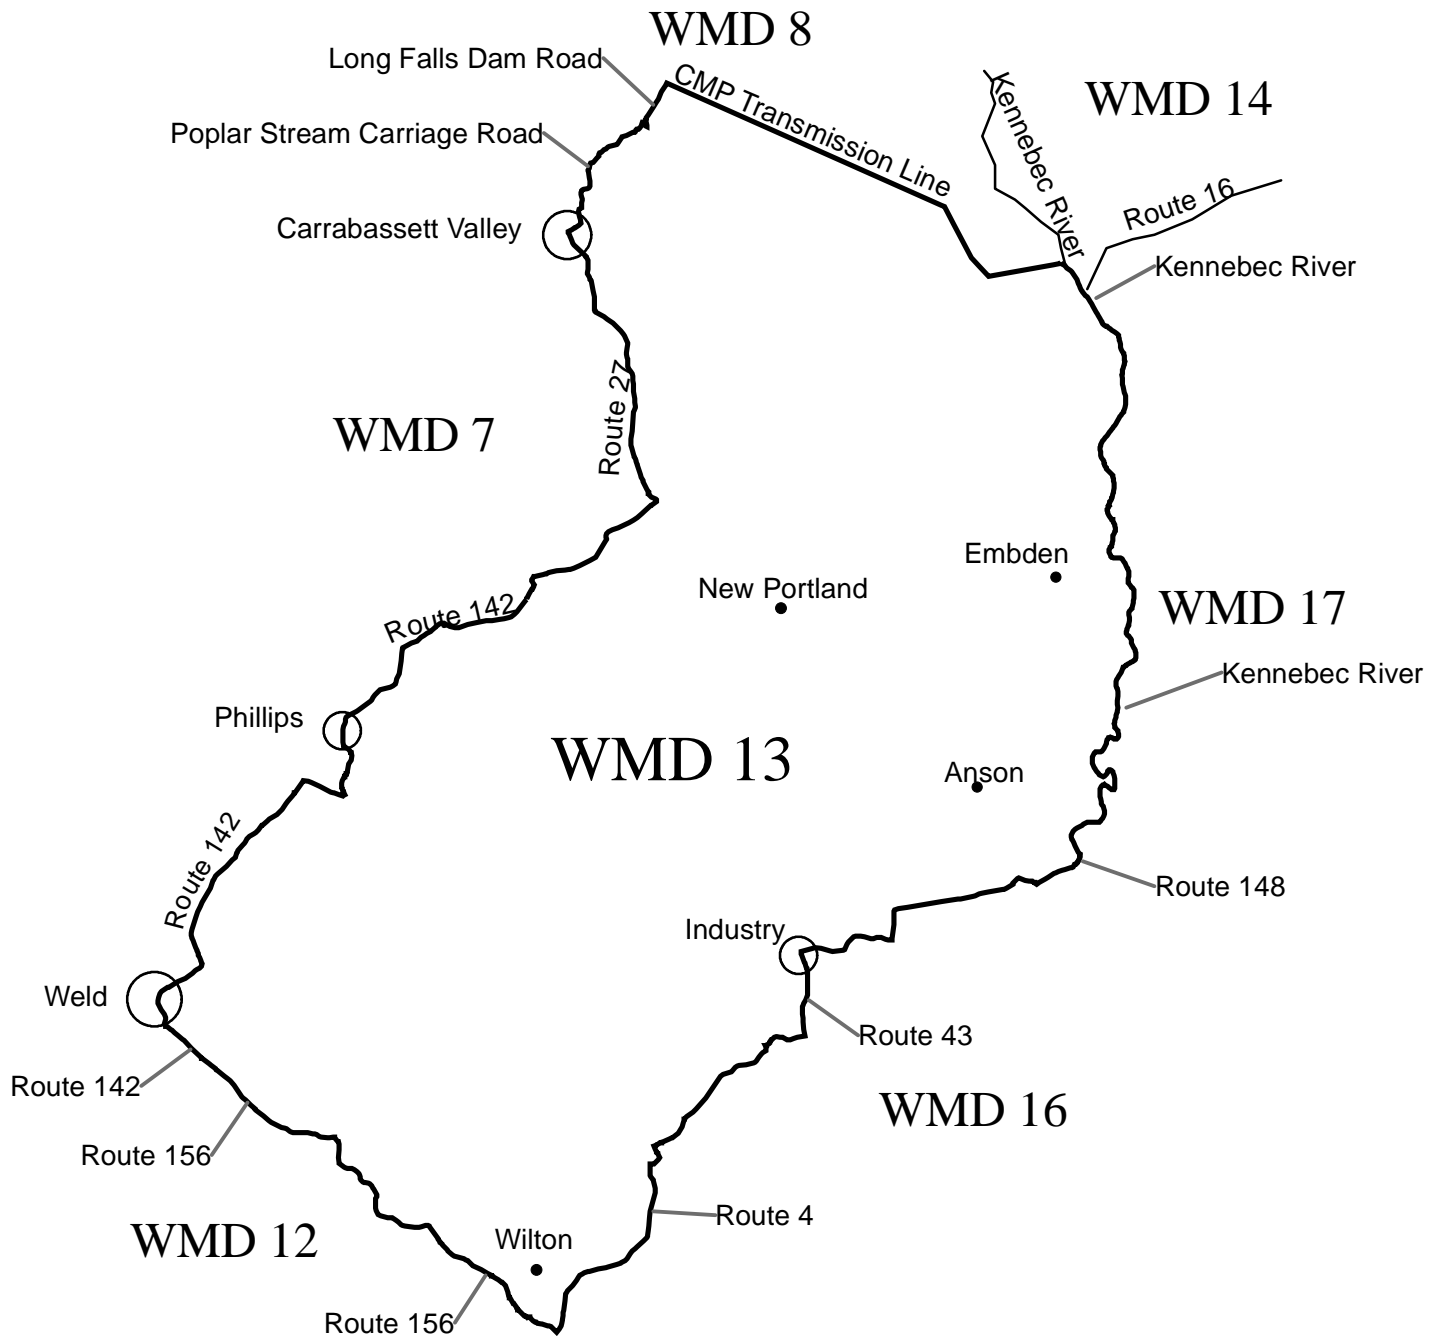 WMD 8
Long Falls Dam Road
CMP Transmission Line
Kennebec River
WMD 14
Poplar Stream Carriage Road
Route 16
Carrabassett Valley
Kennebec River
Route 27
WMD 7
Embden
New Portland
WMD 17
Route 142
Kennebec River
Phillips
WMD 13
Anson
Route 142
Route 148
Industry
Weld
Route 43
Route 142
WMD 16
Route 156
Route 4
WMD 12
Wilton
Route 156